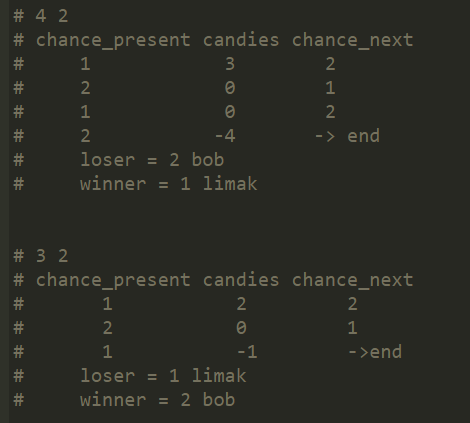 # 4 2
# chance_present candies chance_next
#     1            3        2
#     2            0        1
#     1            0        2
#     2           -4       -> end
#     loser = 2 bob
#     winner = 1 limak
# 3 2
# chance_present candies chance_next
#       1           2          2
#       2           0          1
#       1          -1         ->end
#     loser = 1 limak
#     winner = 2 bob